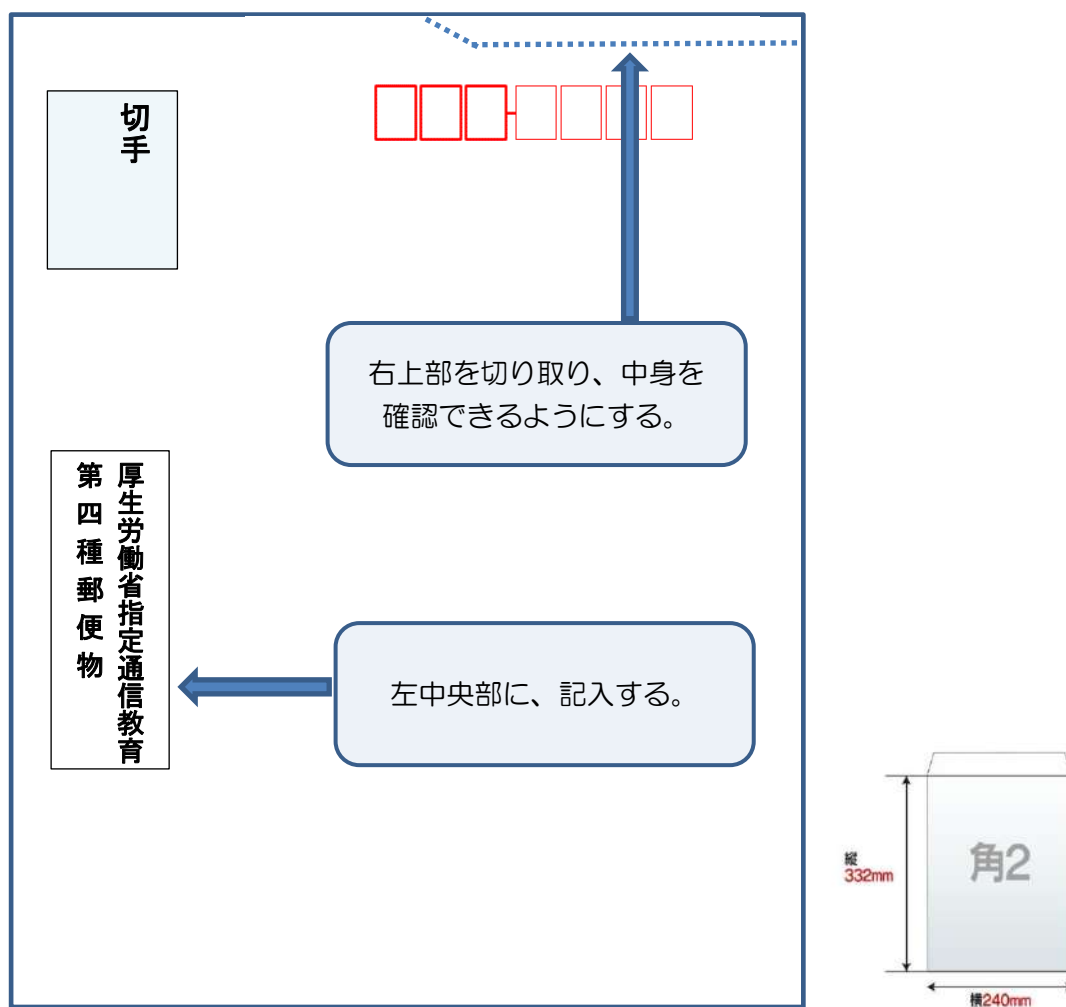 切手
右上部を切り取り、中身を
確認できるようにする。
厚生労働省指定通信教育
第四種郵便物
左中央部に、記入する。
角2
縦
332mm
横240mm